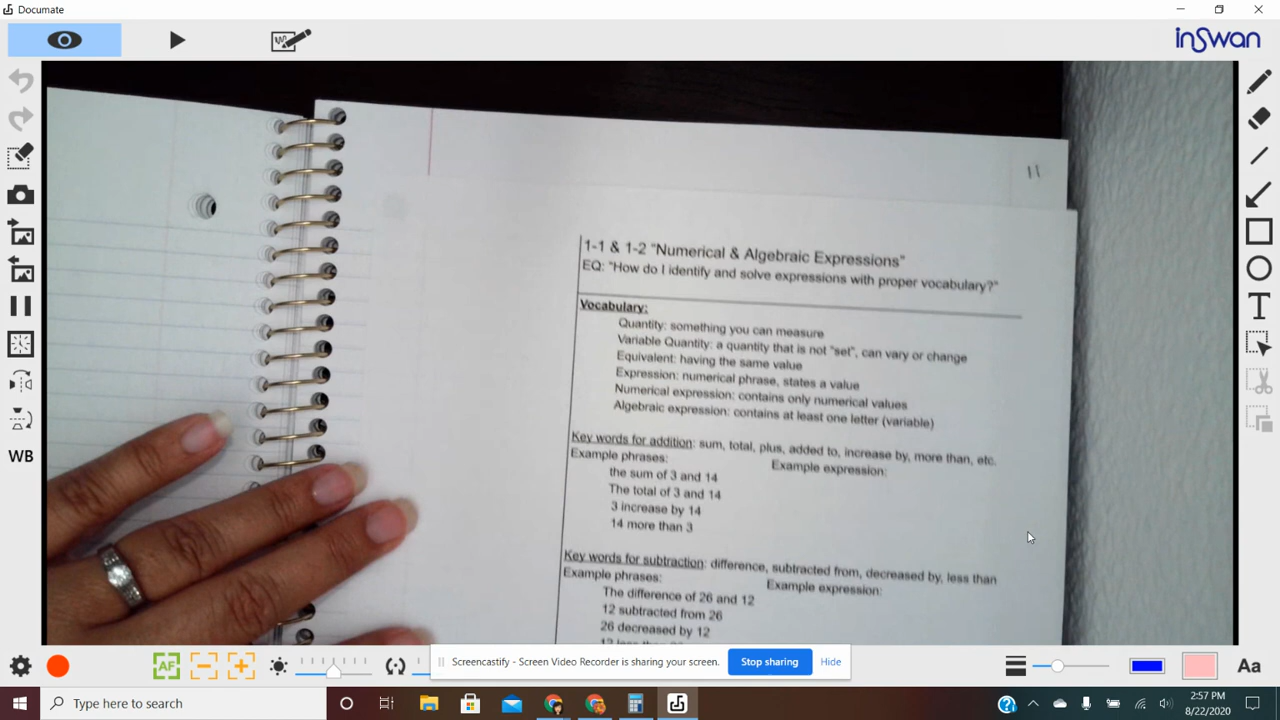 Documate
inSwan
WB
11
1-1 & 1-2 "Numerical & Algebraic Expressions"
EQ: "How do I identify and solve expressions with proper vocabulary?"
Vocabulary:
Quantity: something you can measure
Variable Quantity: a quantity that is not "set", can vary or change
Equivalent: having the same value
Expression: numerical phrase, states a value
Numerical expression: contains only numerical values
Algebraic expression: contains at least one letter (variable)
Key words for addition: sum, total, plus, added to, increase by, more than, etc.
Example phrases: Example expression:
the sum of 3 and 14
The total of 3 and 14
3 increase by 14
14 more than 3
Key words for subtraction: difference, subtracted from, decreased by, less than
Example phrases: Example expression:
The difference of 26 and 12
12 subtracted from 26
26 decreased by 12
AF
Screencastify - Screen Video Recorder is sharing your screen.
Stop sharing
Hide
Aa
Type here to search
2:57 PM
8/22/2020